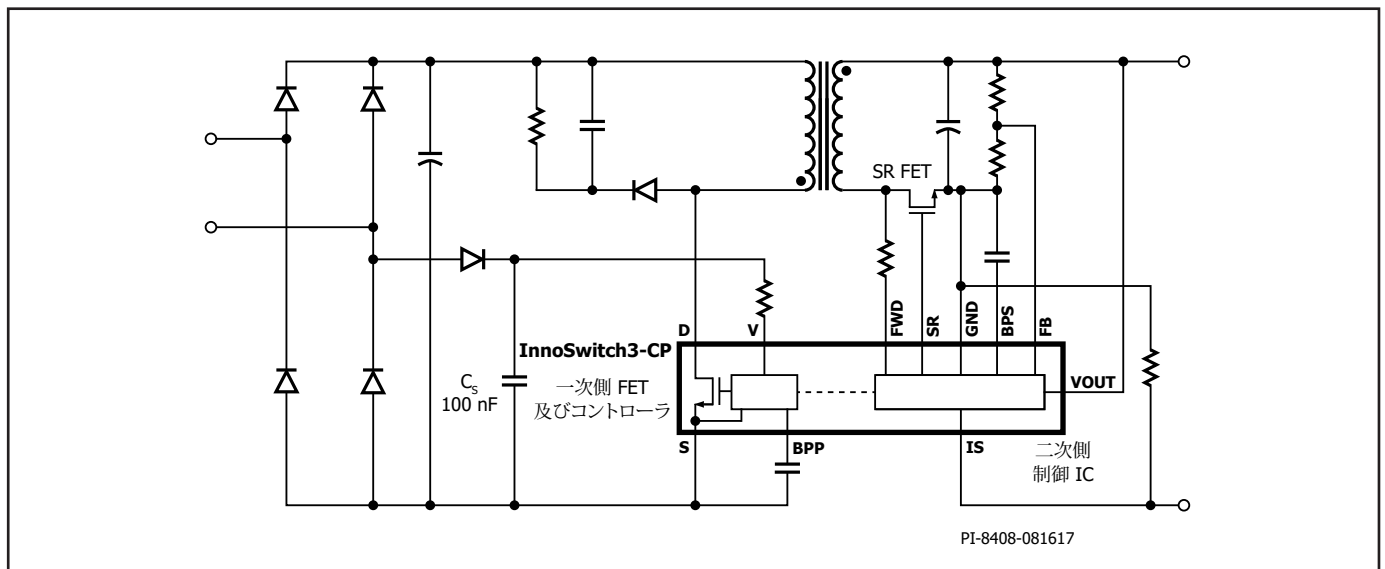 SR FET
FWD
SR
GND
BPS
FB
D
V
InnoSwitch3-CP
VOUT
一次側 FET
及びコントローラ
C_S
100 nF
S
BPP
IS
二次側
制御 IC
PI-8408-081617